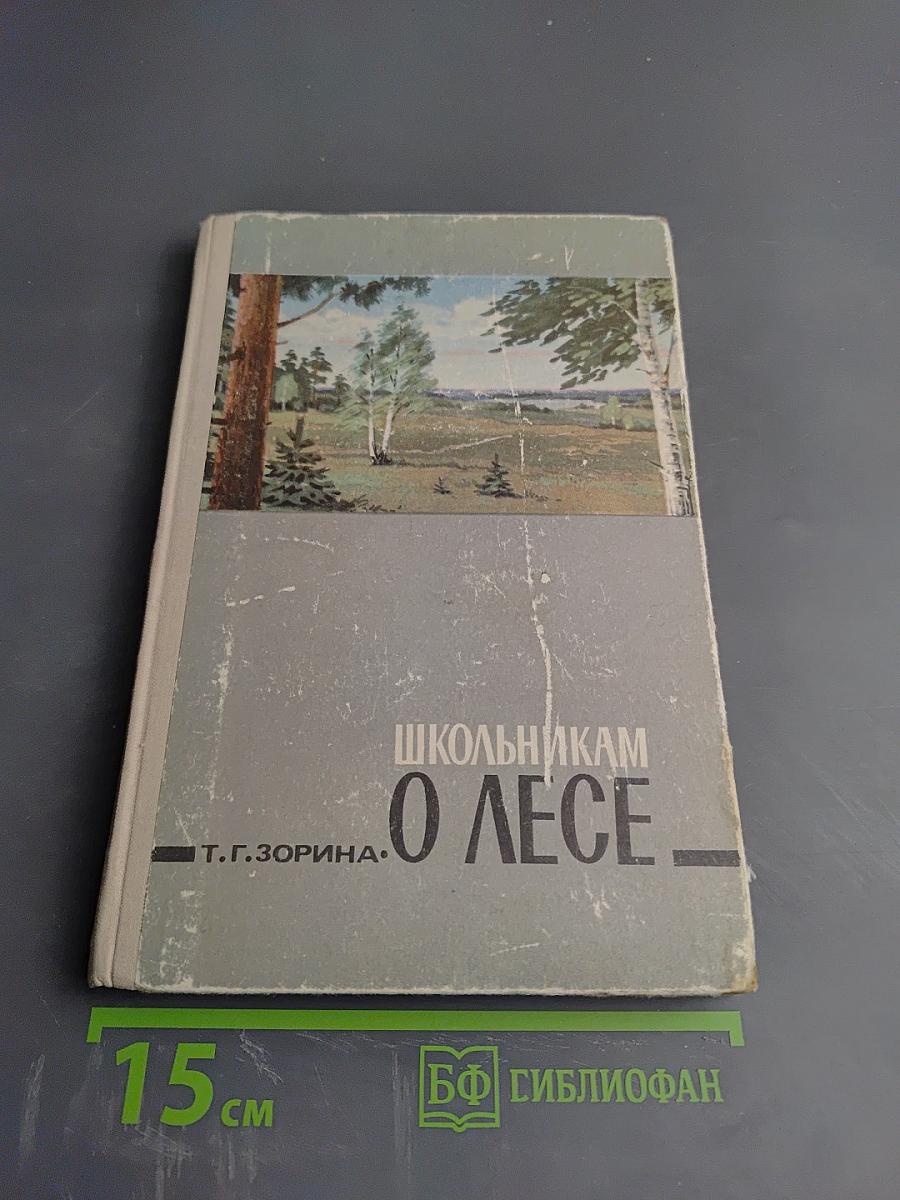 ШКОЛЬНИКАМ
Т.Г.ЗОРИНА• О ЛЕСЕ
15 см
БФ БИБЛИОФАН